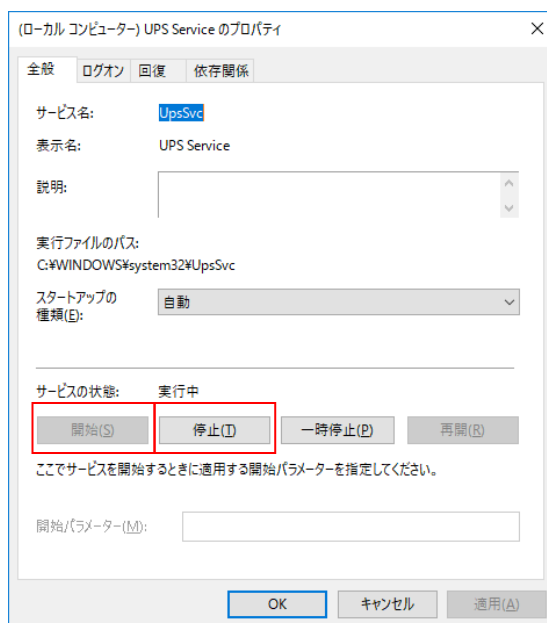 (ローカル コンピューター) UPS Service のプロパティ
全般 ログオン 回復 依存関係
サービス名: UpsSvc
表示名: UPS Service
説明:
実行ファイルのパス:
C:¥WINDOWS¥system32¥UpsSvc
スタートアップの
種類(E): 自動
サービスの状態: 実行中
開始(S) 停止(T) 一時停止(P) 再開(R)
ここでサービスを開始するときに適用する開始パラメーターを指定してください。
開始パラメーター(M):
OK キャンセル 適用(A)